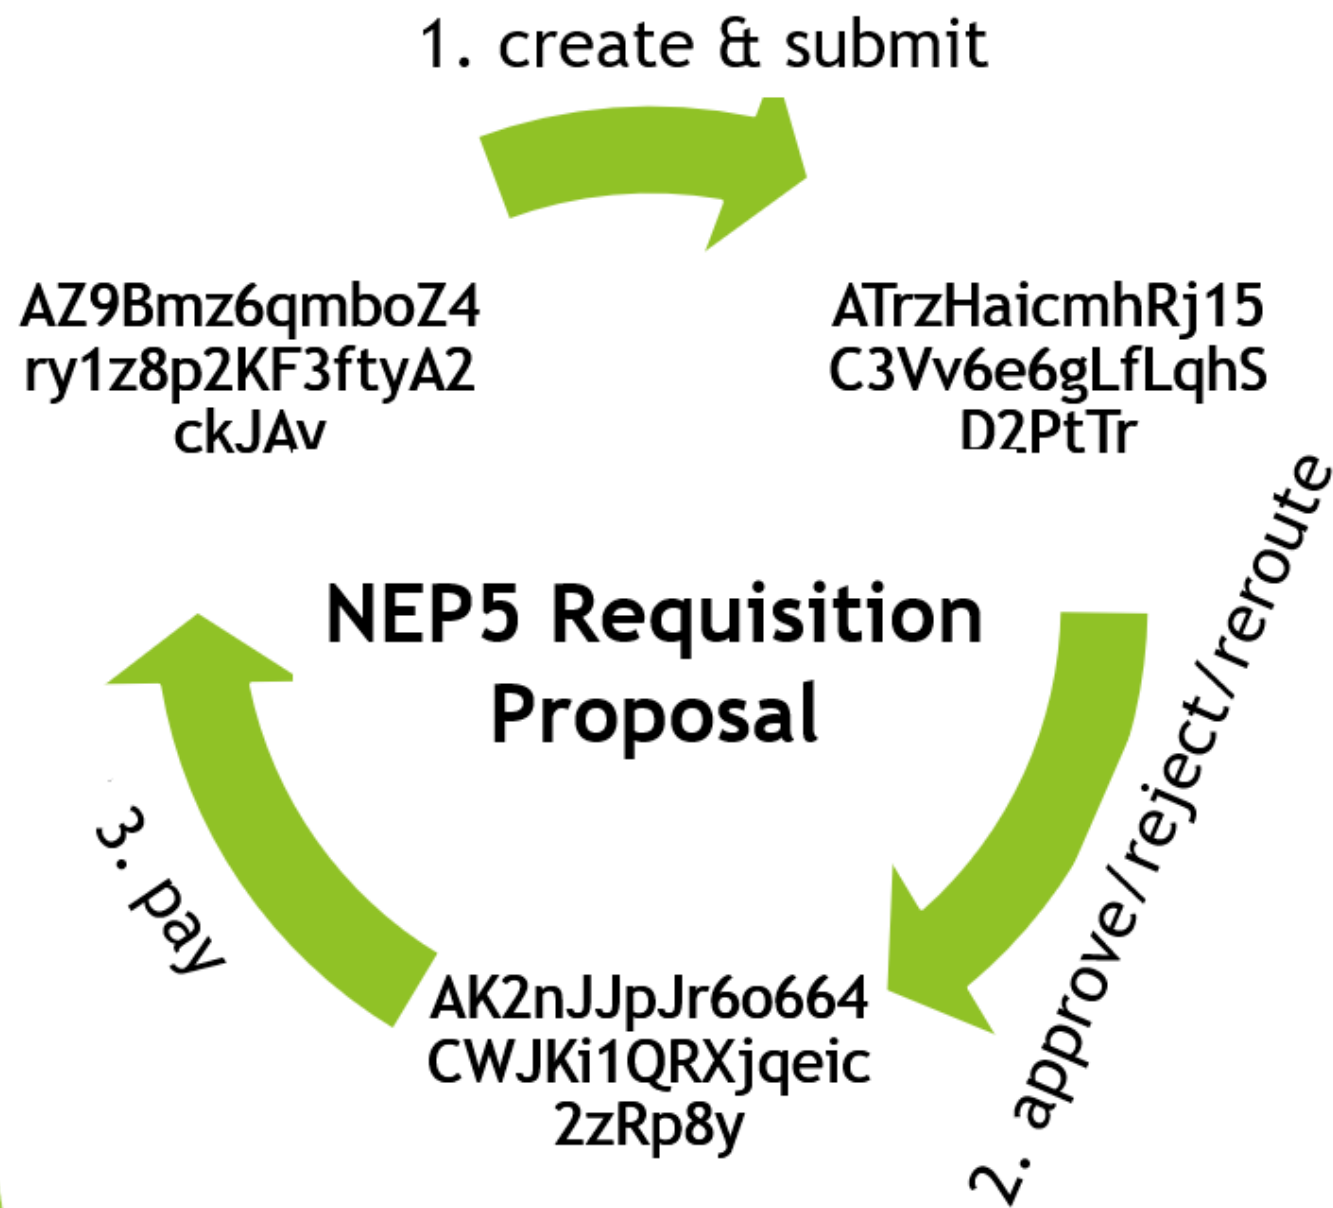 1. create & submit
AZ9Bmz6qmboZ4
ry1z8p2KF3ftyA2
ckJAv
ATrzHaicmhRj15
C3Vv6e6gLfLqhS
D2PtTr
NEP5 Requisition
Proposal
2. approve/reject/reroute
3. pay
AK2nJJpJr6o664
CWJKi1QRXjqeic
2zRp8y